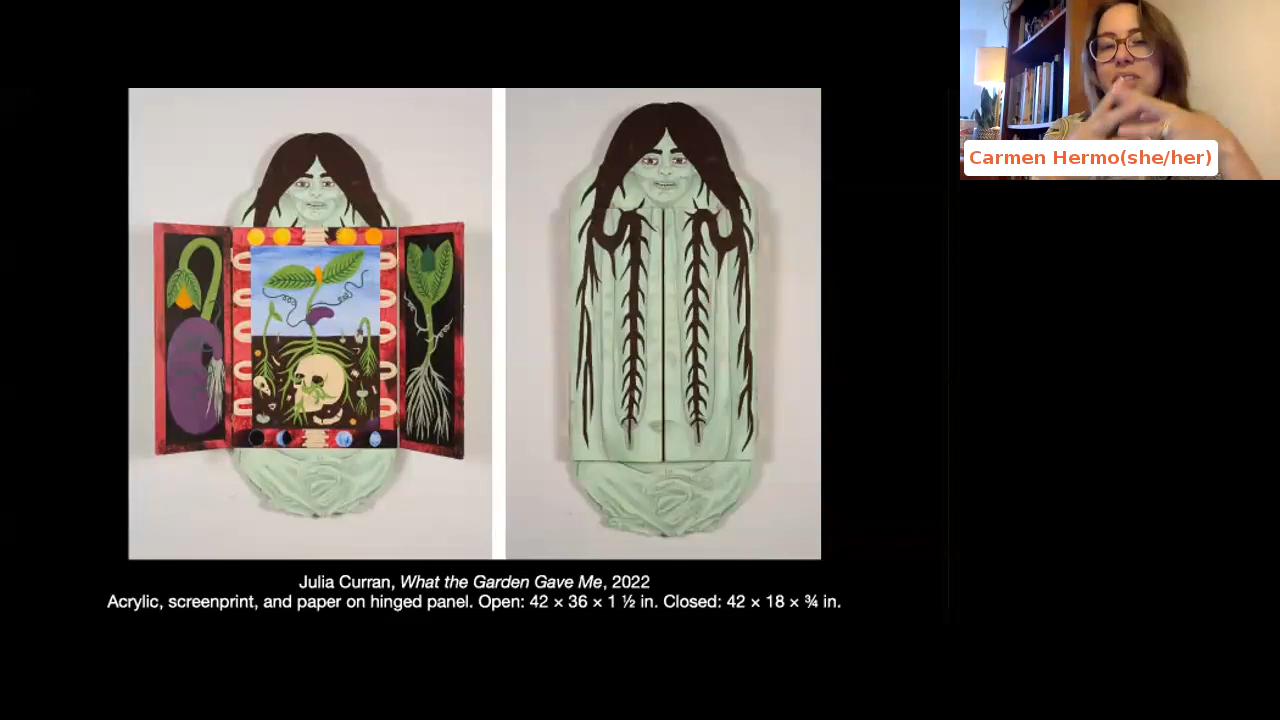 Carmen Hermo(she/her)
Julia Curran, What the Garden Gave Me, 2022
Acrylic, screenprint, and paper on hinged panel. Open: 42 × 36 × 1 ½ in. Closed: 42 × 18 × ¾ in.